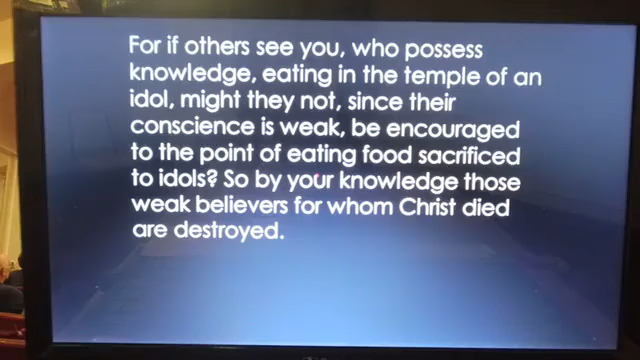 For if others see you, who possess
knowledge, eating in the temple of an
idol, might they not, since their
conscience is weak, be encouraged
to the point of eating food sacrificed
to idols? So by your knowledge those
weak believers for whom Christ died
are destroyed.